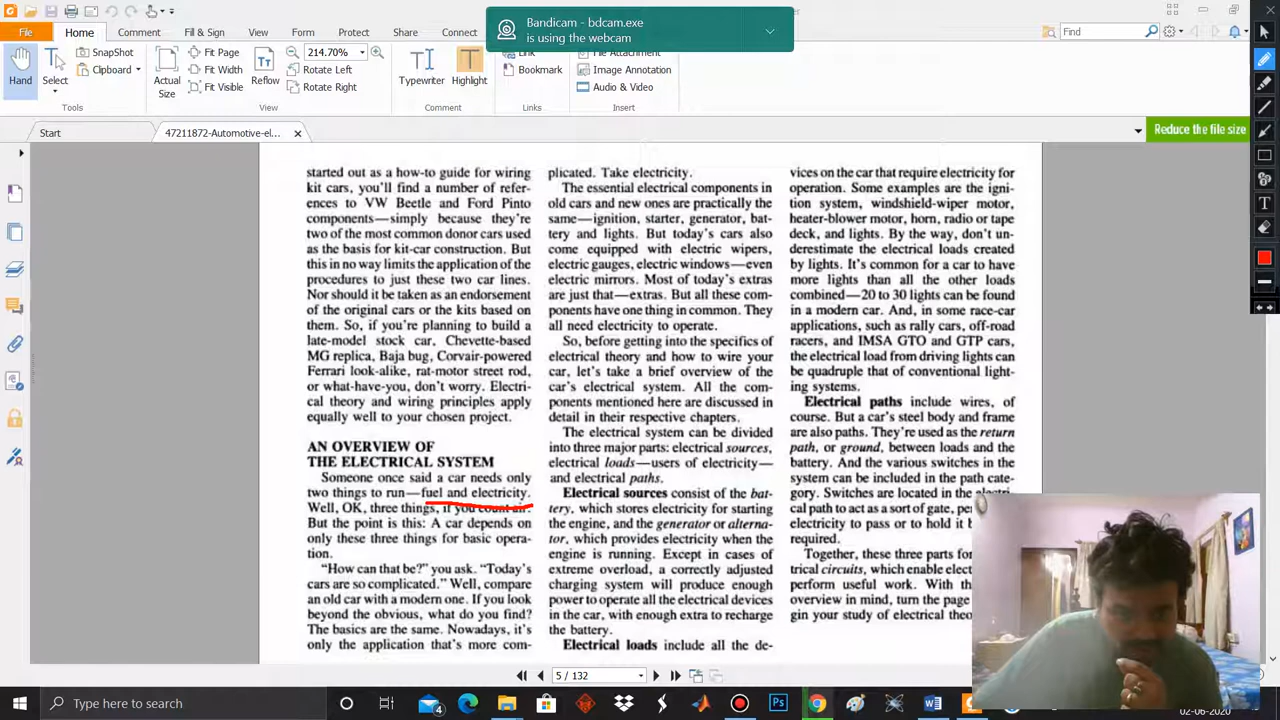 Bandicam - bdcam.exe
is using the webcam
File
Home
Comment
Fill & Sign
View
Form
Protect
Share
Connect
Find
Hand
Select
SnapShot
Clipboard
Tools
Actual
Size
Fit Page
Fit Width
Fit Visible
Reflow
214.70%
Rotate Left
Rotate Right
View
Typewriter
Highlight
Comment
Link
Bookmark
Links
File Attachment
Image Annotation
Audio & Video
Insert
Start
47211872-Automotive-el...
Reduce the file size
started out as a how-to guide for wiring
kit cars, you'll find a number of refer-
ences to VW Beetle and Ford Pinto
components—simply because they're
two of the most common donor cars used
as the basis for kit-car construction. But
this in no way limits the application of the
procedures to just these two car lines.
Nor should it be taken as an endorsement
of the original cars or the kits based on
them. So, if you're planning to build a
late-model stock car, Chevette-based
MG replica, Baja bug, Corvair-powered
Ferrari look-alike, rat-motor street rod,
or what-have-you, don't worry. Electri-
cal theory and wiring principles apply
equally well to your chosen project.
AN OVERVIEW OF
THE ELECTRICAL SYSTEM
Someone once said a car needs only
two things to run—fuel and electricity.
Well, OK, three things, if you count air.
But the point is this: A car depends on
only these three things for basic opera-
tion.
"How can that be?" you ask. "Today's
cars are so complicated." Well, compare
an old car with a modern one. If you look
beyond the obvious, what do you find?
The basics are the same. Nowadays, it's
only the application that's more com-
plicated. Take electricity.
The essential electrical components in
old cars and new ones are practically the
same—ignition, starter, generator, bat-
tery and lights. But today's cars also
come equipped with electric wipers,
electric gauges, electric windows—even
electric mirrors. Most of today's extras
are just that—extras. But all these com-
ponents have one thing in common. They
all need electricity to operate.
So, before getting into the specifics of
electrical theory and how to wire your
car, let's take a brief overview of the
car's electrical system. All the com-
ponents mentioned here are discussed in
detail in their respective chapters.
The electrical system can be divided
into three major parts: electrical sources,
electrical loads—users of electricity—
and electrical paths.
Electrical sources consist of the bat-
tery, which stores electricity for starting
the engine, and the generator or alterna-
tor, which provides electricity when the
engine is running. Except in cases of
extreme overload, a correctly adjusted
charging system will produce enough
power to operate all the electrical devices
in the car, with enough extra to recharge
the battery.
Electrical loads include all the de-
vices on the car that require electricity for
operation. Some examples are the igni-
tion system, windshield-wiper motor,
heater-blower motor, horn, radio or tape
deck, and lights. By the way, don't un-
derestimate the electrical loads created
by lights. It's common for a car to have
more lights than all the other loads
combined—20 to 30 lights can be found
in a modern car. And, in some race-car
applications, such as rally cars, off-road
racers, and IMSA GTO and GTP cars,
the electrical load from driving lights can
be quadruple that of conventional light-
ing systems.
Electrical paths include wires, of
course. But a car's steel body and frame
are also paths. They're used as the return
path, or ground, between loads and the
battery. And the various switches in the
system can be included in the path cate-
gory. Switches are located in the electri-
cal path to act as a sort of gate, 
electricity to pass or to hold it
required.
Together, these three parts
trical circuits, which enable
perform useful work. With
overview in mind, turn the page
gin your study of electrical
5 / 132
Type here to search
02-06-2020